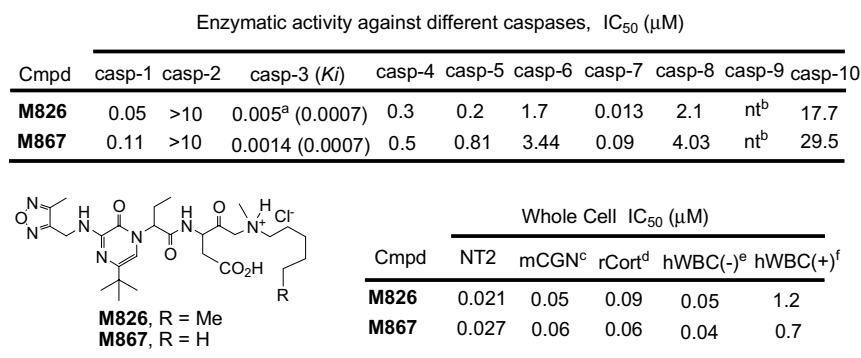 Enzymatic activity against different caspases, IC50 (μM)
Cmpd casp-1 casp-2 casp-3 (Ki) casp-4 casp-5 casp-6 casp-7 casp-8 casp-9 casp-10
M826 0.05 >10 0.005a (0.0007) 0.3 0.2 1.7 0.013 2.1 ntb 17.7
M867 0.11 >10 0.0014 (0.0007) 0.5 0.81 3.44 0.09 4.03 ntb 29.5
N O N H N O N N O H N O CO2H N+ H Cl- R
M826, R = Me
M867, R = H
Whole Cell IC50 (μM)
Cmpd NT2 mCGNc rCortd hWBC(-)e hWBC(+)f
M826 0.021 0.05 0.09 0.05 1.2
M867 0.027 0.06 0.06 0.04 0.7